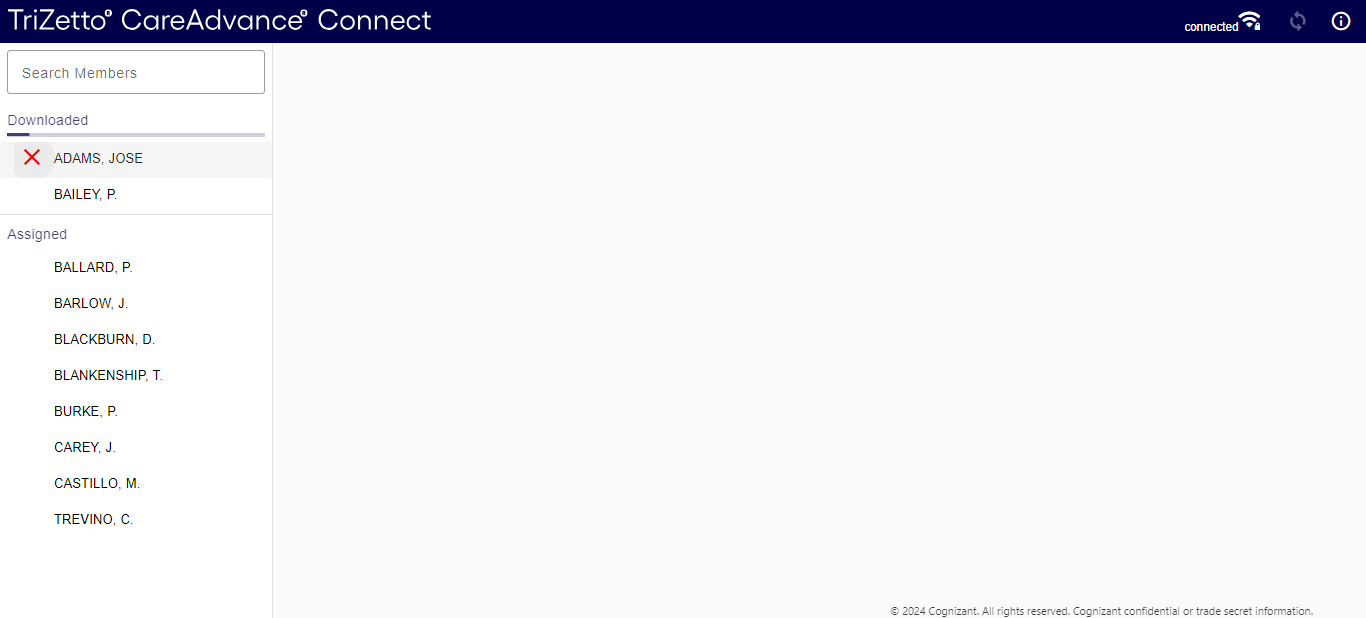 TriZetto® CareAdvance® Connect
connected
Search Members
Downloaded
ADAMS, JOSE
BAILEY, P.
Assigned
BALLARD, P.
BARLOW, J.
BLACKBURN, D.
BLANKENSHIP, T.
BURKE, P.
CAREY, J.
CASTILLO, M.
TREVINO, C.
© 2024 Cognizant. All rights reserved. Cognizant confidential or trade secret information.